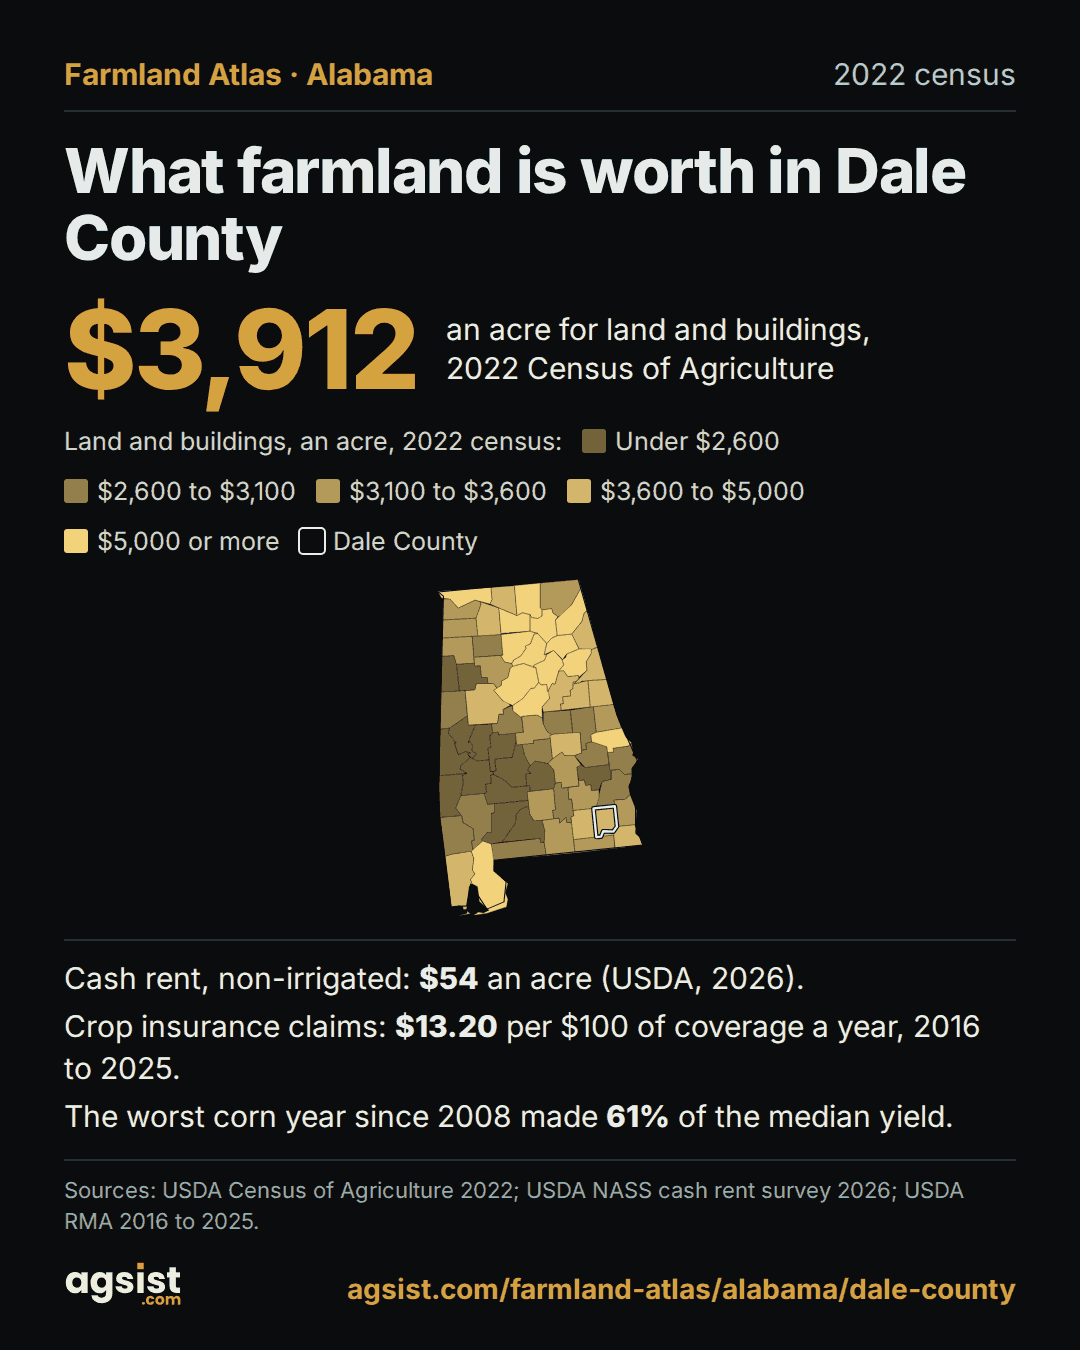 Farmland Atlas · Alabama
2022 census
What farmland is worth in Dale
County
$3,912
an acre for land and buildings,
2022 Census of Agriculture
Land and buildings, an acre, 2022 census: Under $2,600
$2,600 to $3,100 $3,100 to $3,600 $3,600 to $5,000
$5,000 or more Dale County
Cash rent, non-irrigated: $54 an acre (USDA, 2026).
Crop insurance claims: $13.20 per $100 of coverage a year, 2016
to 2025.
The worst corn year since 2008 made 61% of the median yield.
Sources: USDA Census of Agriculture 2022; USDA NASS cash rent survey 2026; USDA
RMA 2016 to 2025.
agsist
.com
agsist.com/farmland-atlas/alabama/dale-county